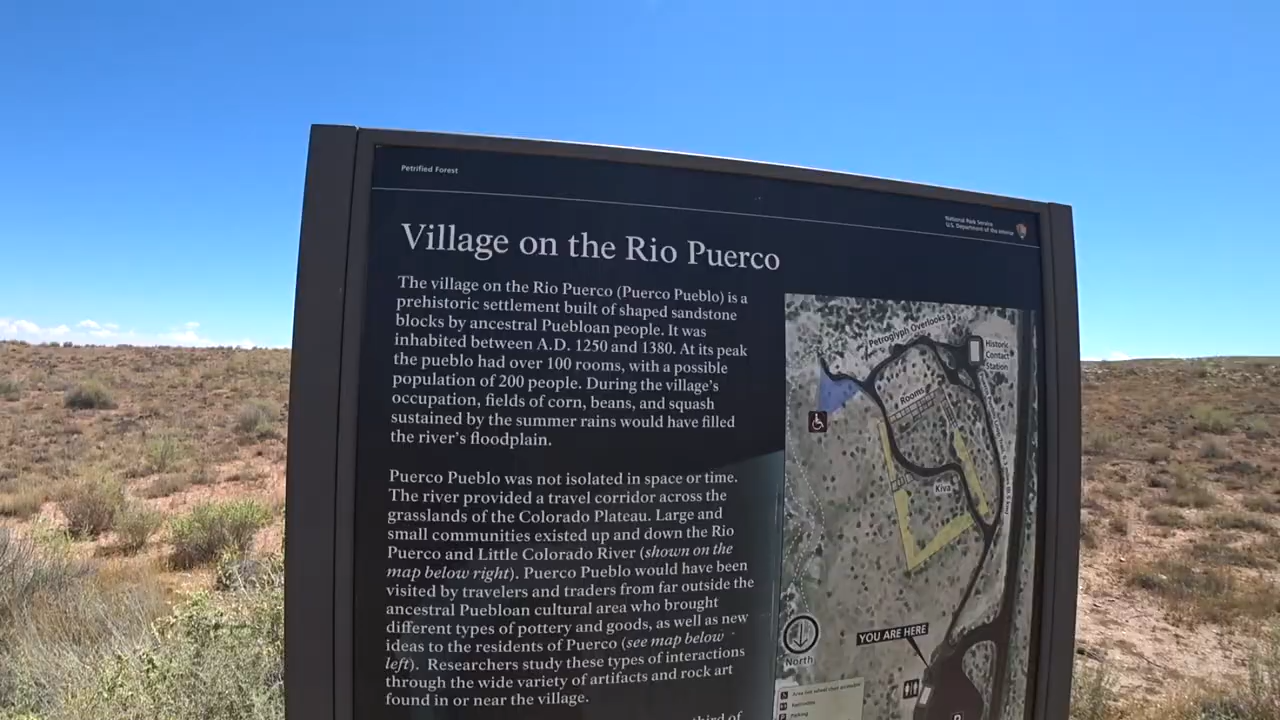 Petrified Forest
National Park Service
U.S. Department of the Interior
Village on the Rio Puerco
The village on the Rio Puerco (Puerco Pueblo) is a
prehistoric settlement built of shaped sandstone
blocks by ancestral Puebloan people. It was
inhabited between A.D. 1250 and 1380. At its peak
the pueblo had over 100 rooms, with a possible
population of 200 people. During the village's
occupation, fields of corn, beans, and squash
sustained by the summer rains would have filled
the river's floodplain.
Puerco Pueblo was not isolated in space or time.
The river provided a travel corridor across the
grasslands of the Colorado Plateau. Large and
small communities existed up and down the Rio
Puerco and Little Colorado River (shown on the
map below right). Puerco Pueblo would have been
visited by travelers and traders from far outside the
ancestral Puebloan cultural area who brought
different types of pottery and goods, as well as new
ideas to the residents of Puerco (see map below
left). Researchers study these types of interactions
through the wide variety of artifacts and rock art
found in or near the village.
third of
Petroglyph Overlooks
Historic
Contact
Station
Rooms
Kiva
YOU ARE HERE
North
Restrooms
Parking